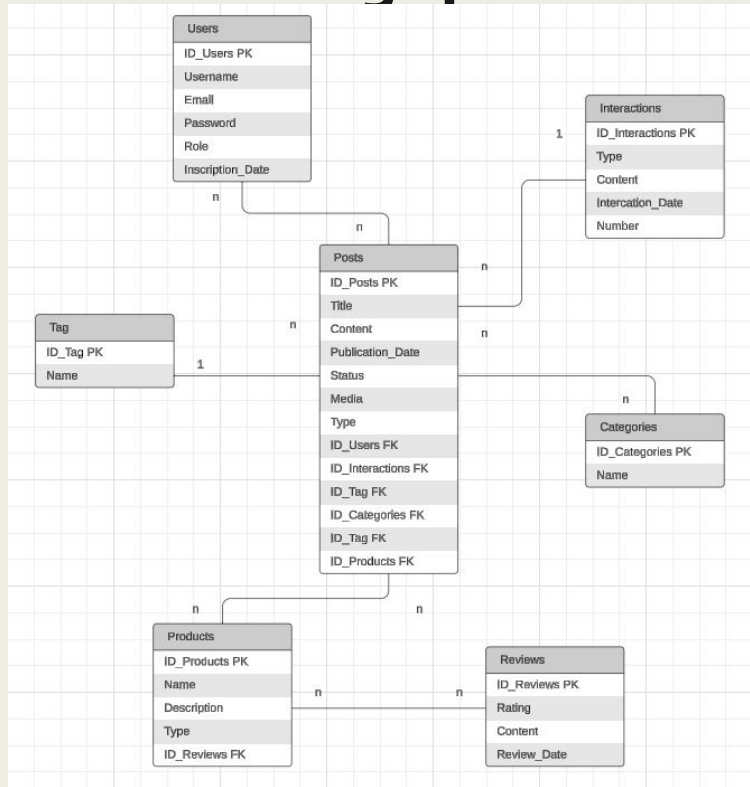 Users
ID_Users PK
Username
Email
Password
Role
Inscription_Date
n
n
Interactions
1
ID_Interactions PK
Type
Content
Intercation_Date
Number
Posts
ID_Posts PK
Title
Content
Publication_Date
Status
Media
Type
ID_Users FK
ID_Interactions FK
ID_Tag FK
ID_Categories FK
ID_Tag FK
ID_Products FK
n
n
n
Tag
ID_Tag PK
Name
1
n
Categories
ID_Categories PK
Name
n
n
Products
ID_Products PK
Name
Description
Type
ID_Reviews FK
n
n
Reviews
ID_Reviews PK
Rating
Content
Review_Date